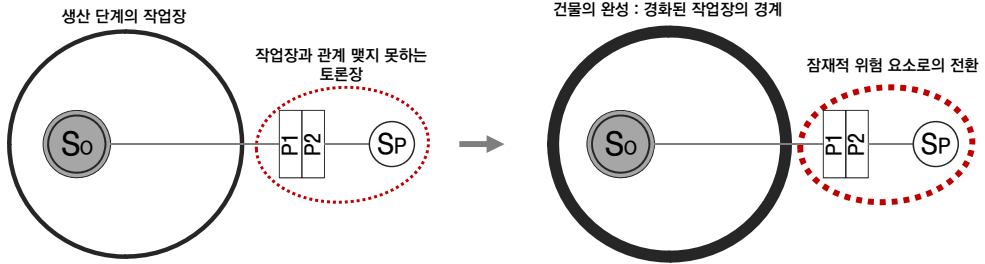 생산 단계의 작업장
작업장과 관계 맺지 못하는
토론장
So
P1
P2
SP
건물의 완성 : 경화된 작업장의 경계
잠재적 위험 요소로의 전환
So
P1
P2
SP